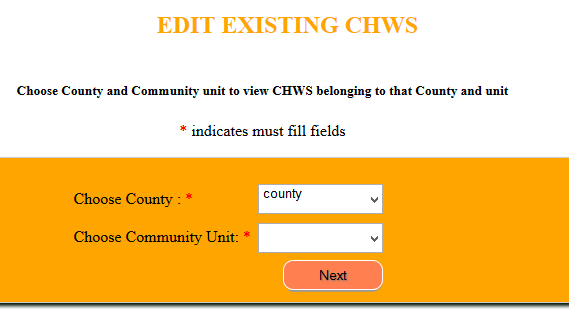 EDIT EXISTING CHWS
Choose County and Community unit to view CHWS belonging to that County and unit
* indicates must fill fields
Choose County : * county
Choose Community Unit: *
Next